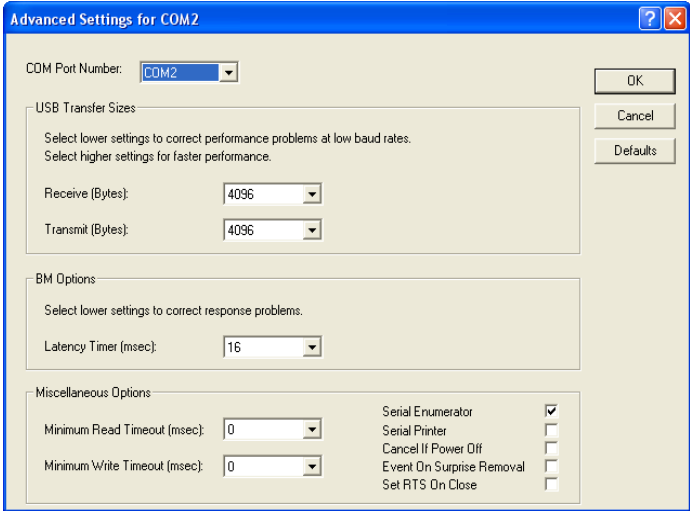 Advanced Settings for COM2
COM Port Number: COM2
OK
Cancel
Defaults
USB Transfer Sizes
Select lower settings to correct performance problems at low baud rates.
Select higher settings for faster performance.
Receive (Bytes): 4096
Transmit (Bytes): 4096
BM Options
Select lower settings to correct response problems.
Latency Timer (msec): 16
Miscellaneous Options
Minimum Read Timeout (msec): 0
Minimum Write Timeout (msec): 0
Serial Enumerator
Serial Printer
Cancel If Power Off
Event On Surprise Removal
Set RTS On Close